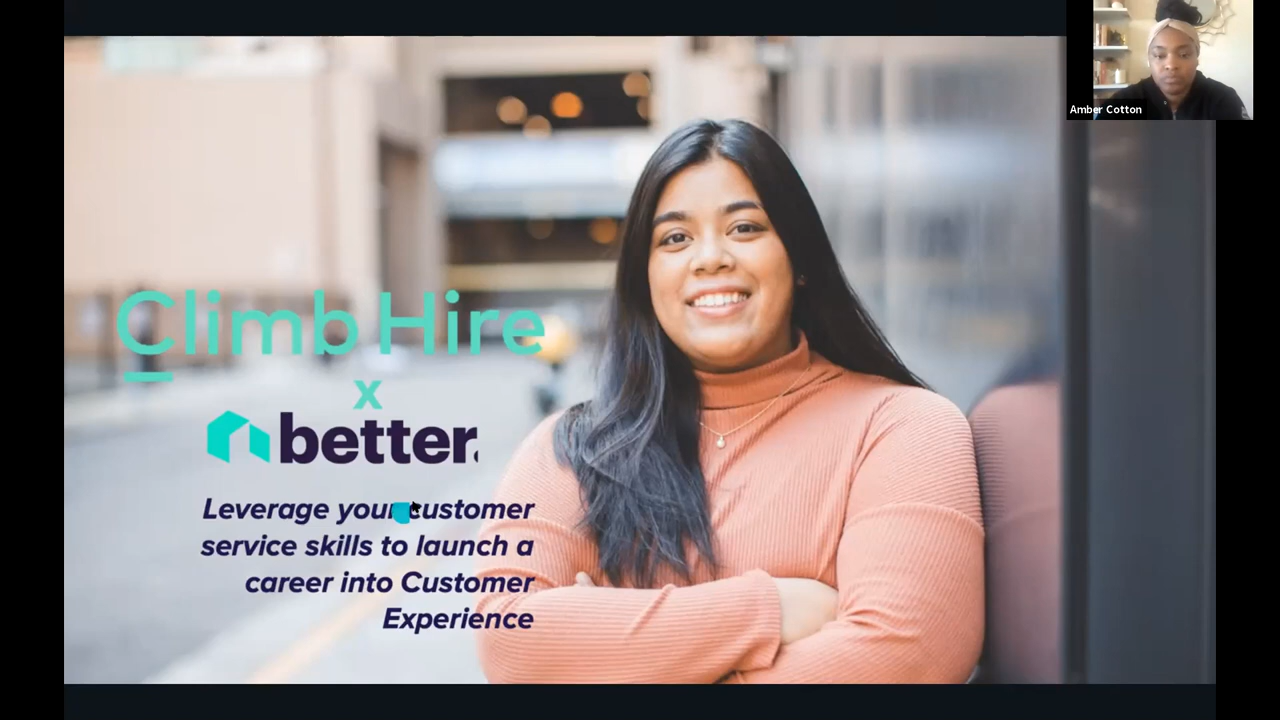 Amber Cotton
Climb Hire
x
better.
Leverage your customer
service skills to launch a
career into Customer
Experience